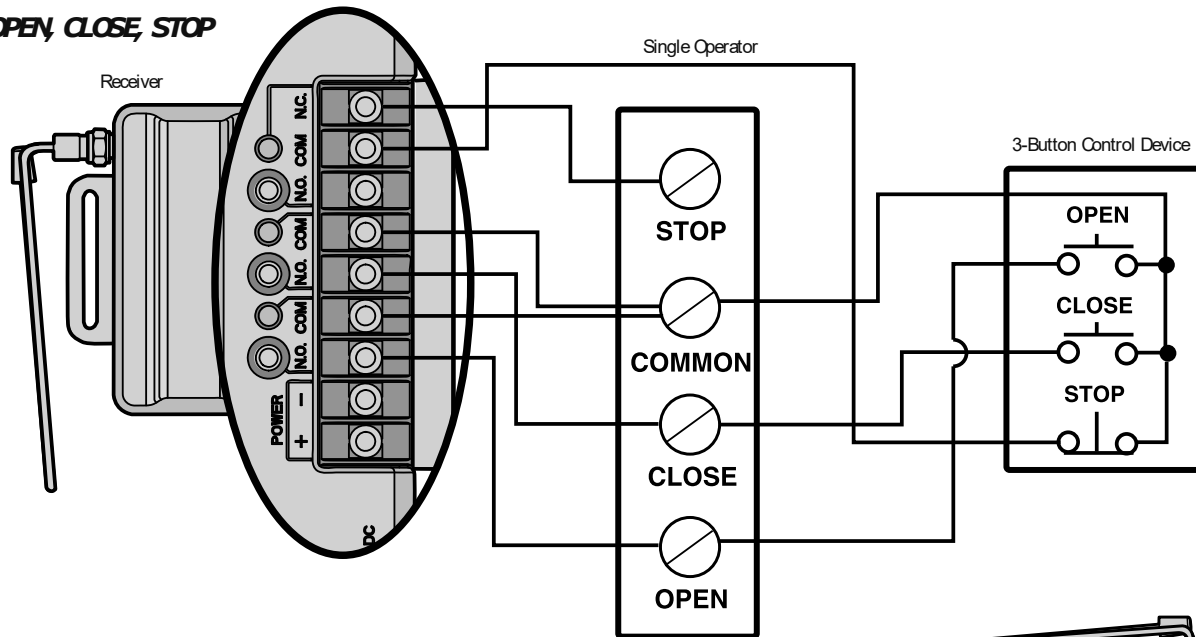 OPEN, CLOSE, STOP
Single Operator
Receiver
3-Button Control Device
N.C.
COM
N.O.
COM
N.O.
COM
N.O.
POWER
−
+
DC
STOP
COMMON
CLOSE
OPEN
OPEN
CLOSE
STOP